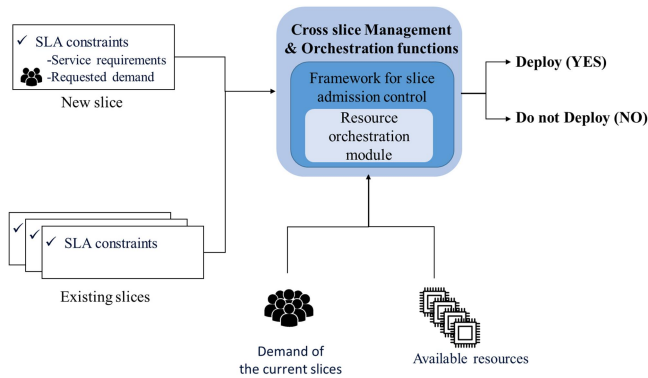 ✓ SLA constraints
-Service requirements
-Requested demand
New slice
✓ SLA constraints
Existing slices
Cross slice Management
& Orchestration functions
Framework for slice
admission control
Resource
orchestration
module
Deploy (YES)
Do not Deploy (NO)
Demand of
the current slices
Available resources